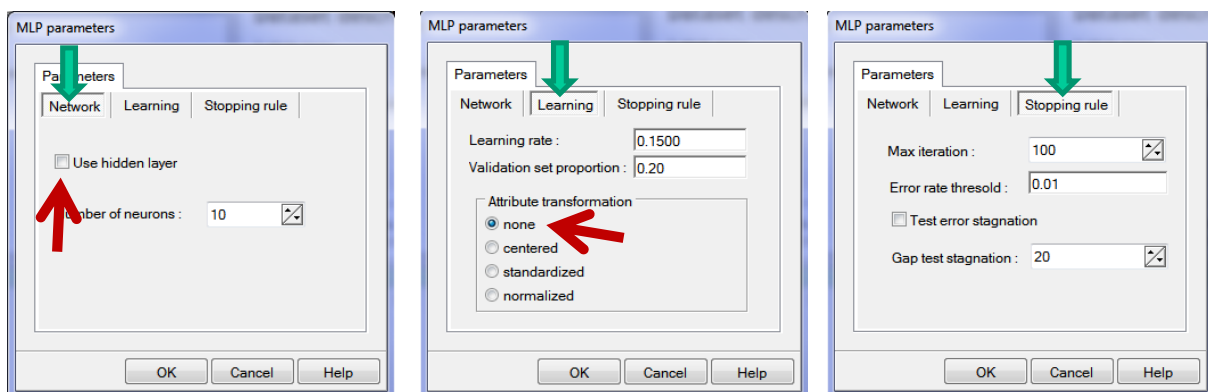 MLP parameters
Parameters
Network Learning Stopping rule
Use hidden layer
Number of neurons : 10
OK Cancel Help
MLP parameters
Parameters
Network Learning Stopping rule
Learning rate : 0.1500
Validation set proportion : 0.20
Attribute transformation
none
centered
standardized
normalized
OK Cancel Help
MLP parameters
Parameters
Network Learning Stopping rule
Max iteration : 100
Error rate thresold : 0.01
Test error stagnation
Gap test stagnation : 20
OK Cancel Help